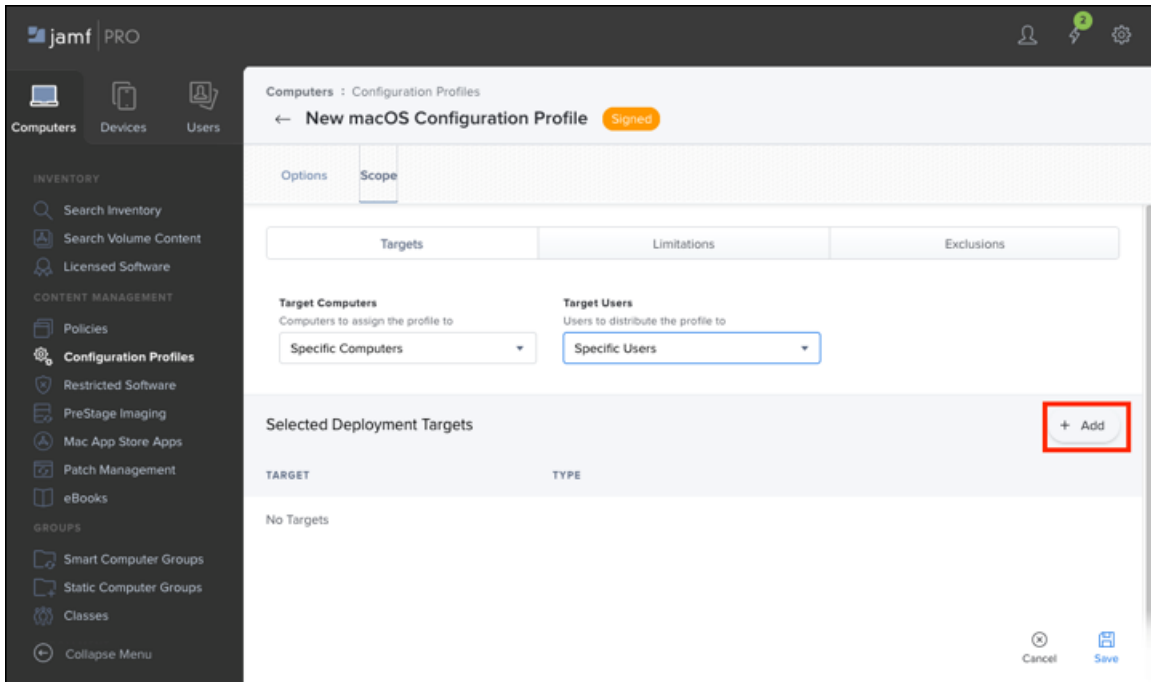 jamf PRO
2
Computers
Devices
Users
INVENTORY
Search Inventory
Search Volume Content
Licensed Software
CONTENT MANAGEMENT
Policies
Configuration Profiles
Restricted Software
PreStage Imaging
Mac App Store Apps
Patch Management
eBooks
GROUPS
Smart Computer Groups
Static Computer Groups
Classes
Collapse Menu
Computers : Configuration Profiles
← New macOS Configuration Profile Signed
Options Scope
Targets Limitations Exclusions
Target Computers
Computers to assign the profile to
Specific Computers
Target Users
Users to distribute the profile to
Specific Users
Selected Deployment Targets
+ Add
TARGET TYPE
No Targets
Cancel Save